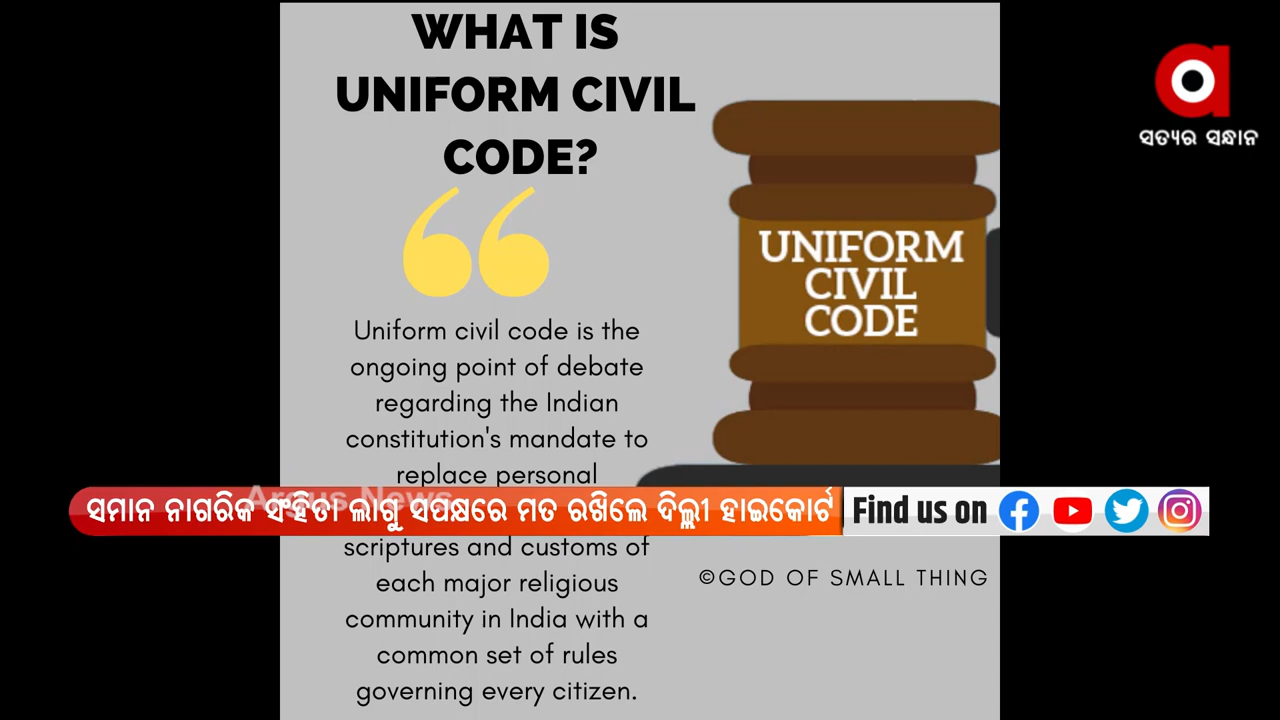 WHAT IS
UNIFORM CIVIL
CODE?
Uniform civil code is the
ongoing point of debate
regarding the Indian
constitution's mandate to
replace personal
scriptures and customs of
each major religious
community in India with a
common set of rules
governing every citizen.
UNIFORM
CIVIL
CODE
©GOD OF SMALL THING
ସତ୍ୟର ସନ୍ଧାନ
Argus News
ସମାନ ନାଗରିକ ସଂହିତା ଲାଗୁ ସପକ୍ଷରେ ମତ ରଖିଲେ ଦିଲ୍ଲୀ ହାଇକୋର୍ଟ
Find us on